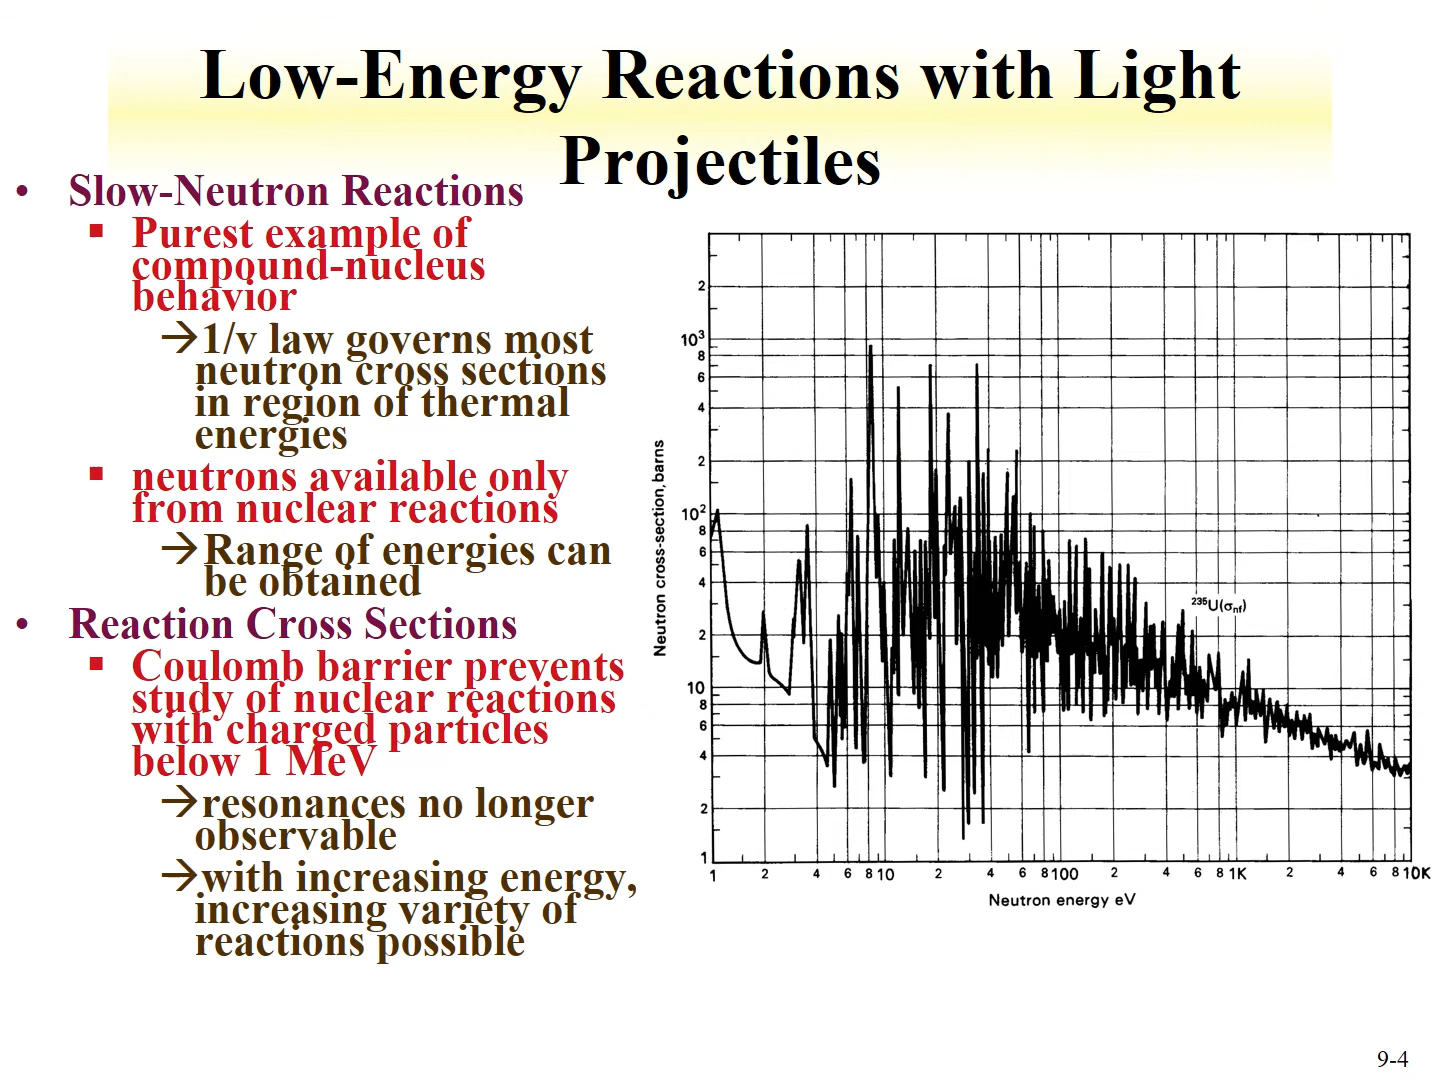 Low-Energy Reactions with Light
Projectiles
• Slow-Neutron Reactions
▪ Purest example of
compound-nucleus
behavior
→1/v law governs most
neutron cross sections
in region of thermal
energies
▪ neutrons available only
from nuclear reactions
→Range of energies can
be obtained
• Reaction Cross Sections
▪ Coulomb barrier prevents
study of nuclear reactions
with charged particles
below 1 MeV
→resonances no longer
observable
→with increasing energy,
increasing variety of
reactions possible
Neutron cross-section, barns
2
10³
8
6
4
2
10²
8
6
4
2
10
8
6
4
2
1
²³⁵U(σnf)
1 2 4 6 8 10 2 4 6 8 100 2 4 6 8 1K 2 4 6 8 10K
Neutron energy eV
9-4